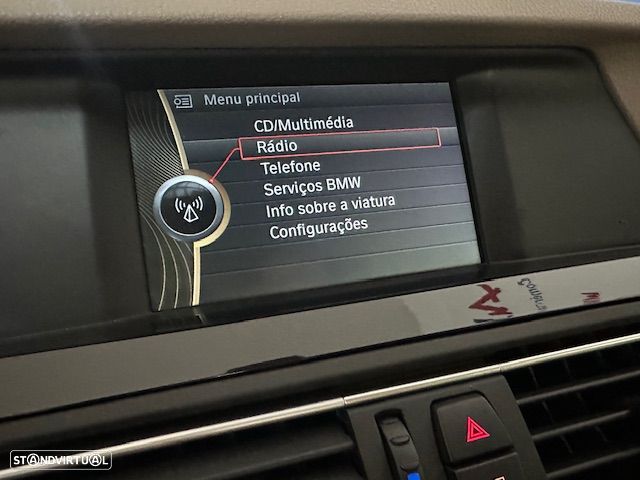 Menu principal
CD/Multimédia
Rádio
Telefone
Serviços BMW
Info sobre a viatura
Configurações
STANDVIRTUAL